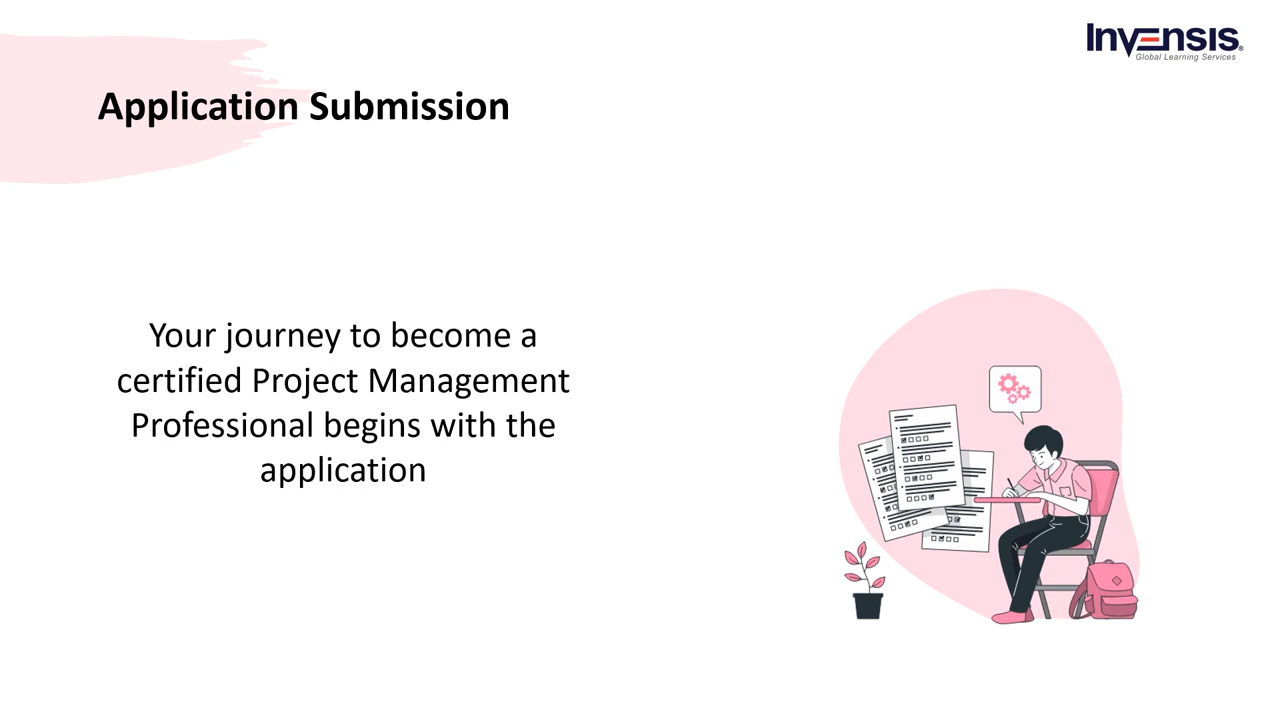 Invensis®
Global Learning Services
Application Submission
Your journey to become a
certified Project Management
Professional begins with the
application